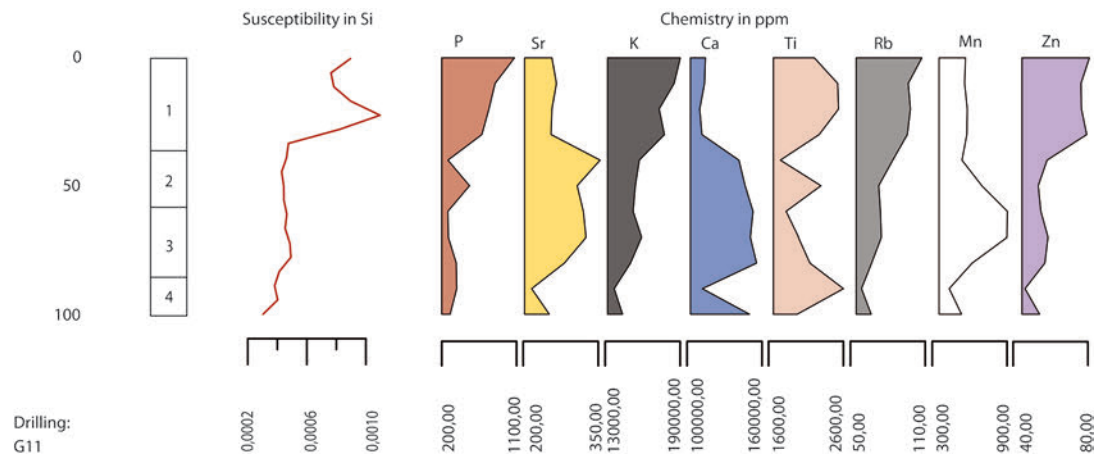 Susceptibility in Si
Chemistry in ppm
P Sr K Ca Ti Rb Mn Zn
0
50
100
1
2
3
4
0,0002 0,0006 0,0010
200,00 1100,00 200,00 350,00 13000,00 190000,00 100000,00 1600000,00 1600,00 2600,00 50,00 110,00 300,00 900,00 40,00 80,00
Drilling:
G11